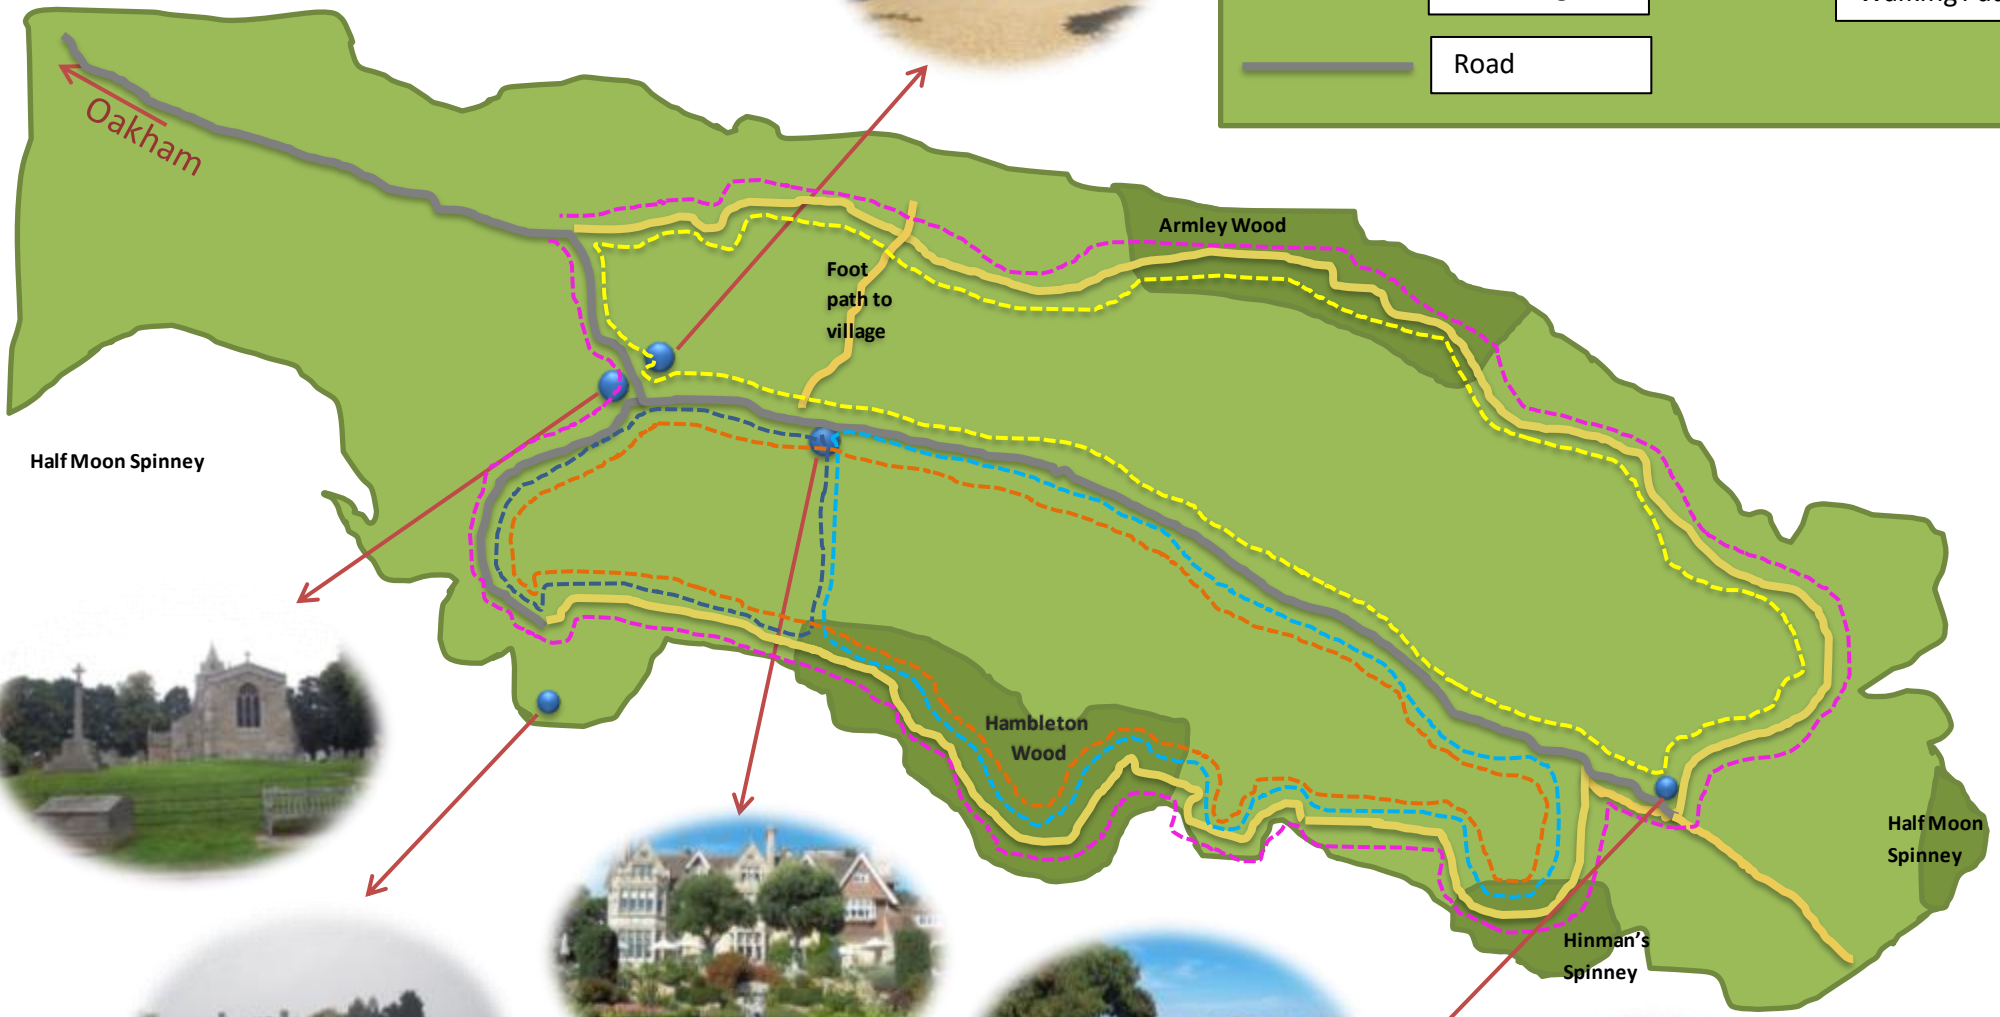 Road
Oakham
Armley Wood
Foot
path to
village
Half Moon Spinney
Hambleton
Wood
Half Moon
Spinney
Hinman's
Spinney